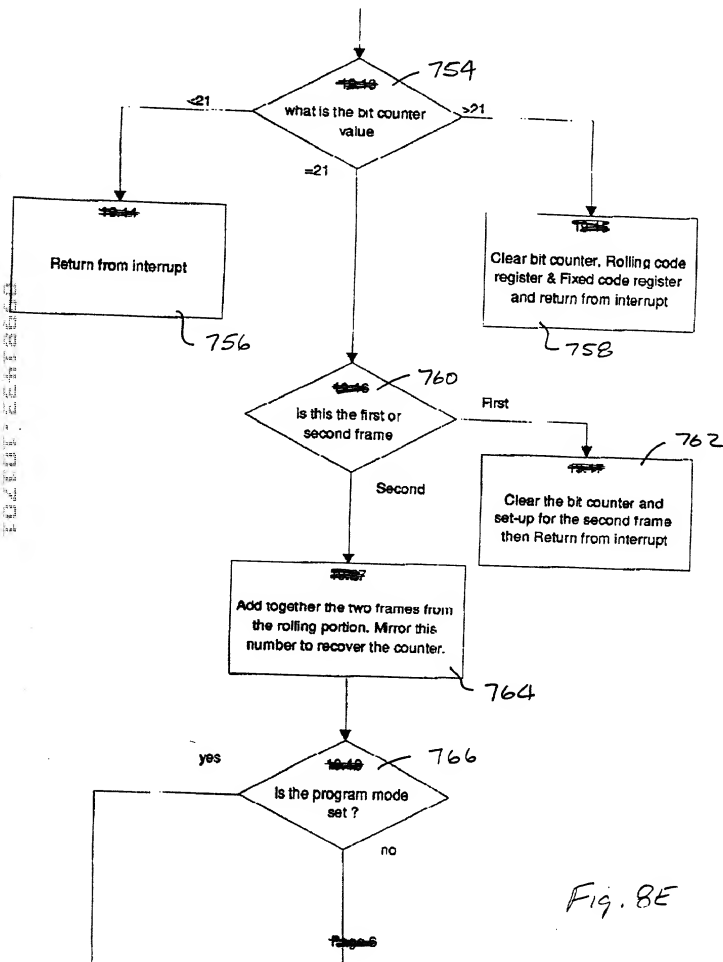 754
what is the bit counter
value
<21
>21
=21
Return from interrupt
756
Clear bit counter, Rolling code
register & Fixed code register
and return from interrupt
758
760
Is this the first or
second frame
First
762
Clear the bit counter and
set-up for the second frame
then Return from interrupt
Second
Add together the two frames from
the rolling portion. Mirror this
number to recover the counter.
764
766
yes
Is the program mode
set ?
no
Fig. 8E
Page 6